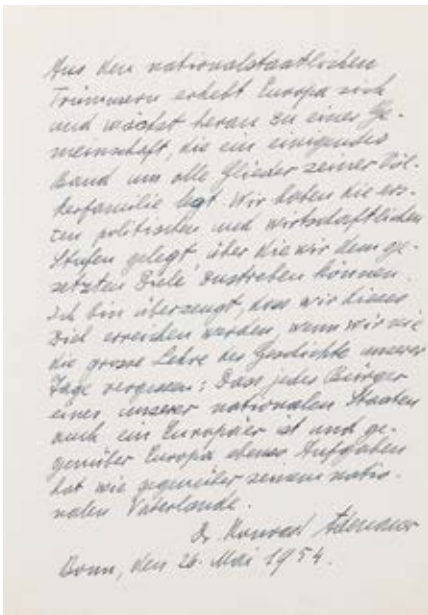 Aus den nationalstaatlichen
Trümmern erhebt Europa sich
und wächst heran zu einer Ge-
meinschaft, die ein einigendes
Band um alle Glieder seiner Völ-
kerfamilie legt. Wir haben die ers-
ten politischen und wirtschaftlichen
Stufen gelegt, über die wir dem ge-
setzten Ziele zustreben können.
Ich bin überzeugt, dass wir dieses
Ziel erreichen werden, wenn wir nie
die grosse Lehre der Geschichte unserer
Tage vergessen: Dass jeder Bürger
eines unserer nationalen Staaten
auch ein Europäer ist und ge-
genüber Europa ebenso Aufgaben
hat wie gegenüber seinem natio-
nalen Vaterlande.
Dr Konrad Adenauer
Bonn, den 26. Mai 1954.